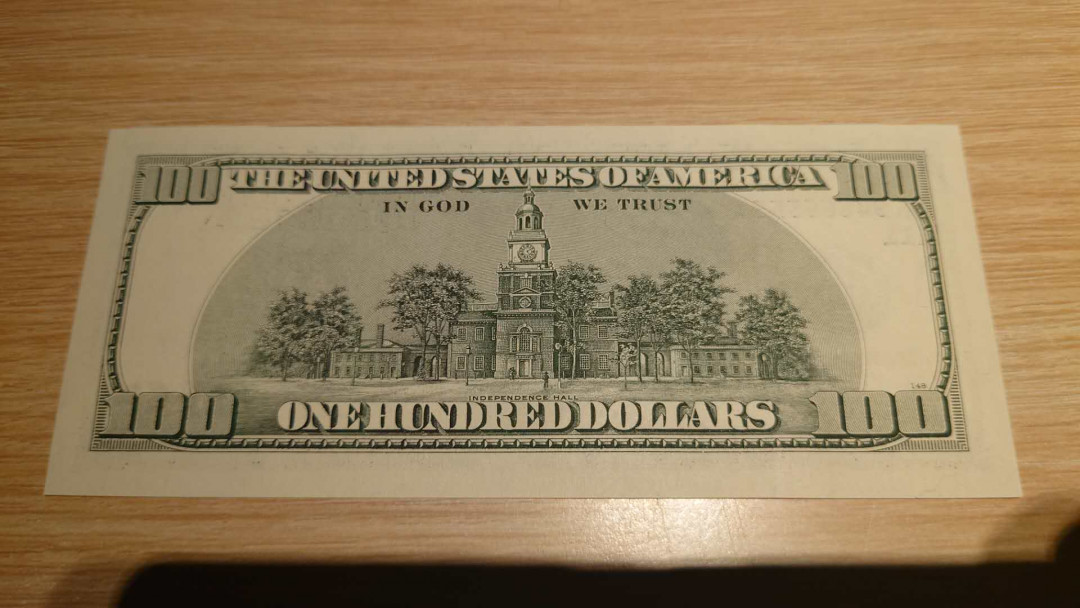 100 THE UNITED STATES OF AMERICA 100
IN GOD WE TRUST
INDEPENDENCE HALL
100 ONE HUNDRED DOLLARS 100